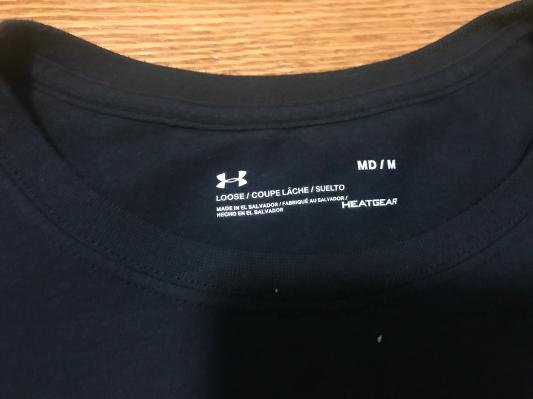 MD / M
LOOSE / COUPE LÂCHE / SUELTO
MADE IN EL SALVADOR / FABRIQUÉ AU SALVADOR /
HECHO EN EL SALVADOR
HEATGEAR